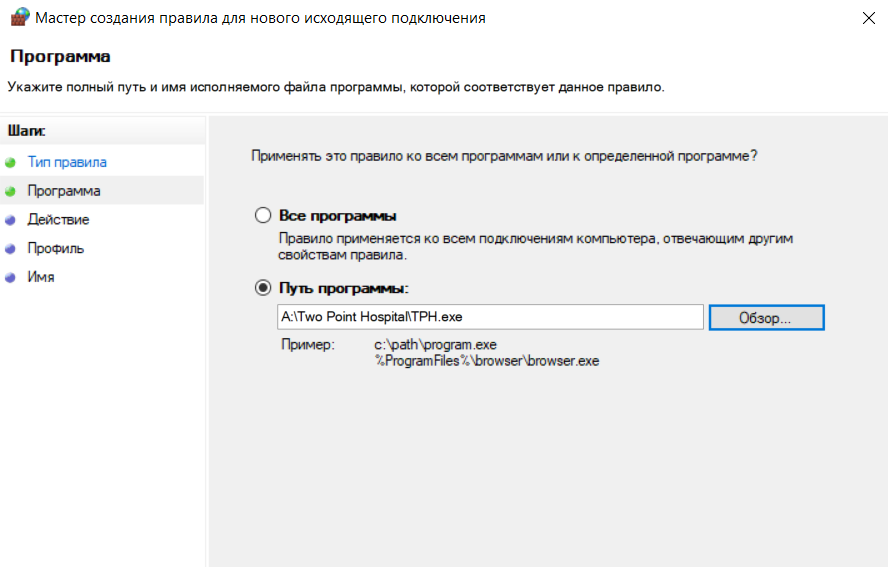 Мастер создания правила для нового исходящего подключения
Программа
Укажите полный путь и имя исполняемого файла программы, которой соответствует данное правило.
Шаги:
Тип правила
Программа
Действие
Профиль
Имя
Применять это правило ко всем программам или к определенной программе?
Все программы
Правило применяется ко всем подключениям компьютера, отвечающим другим
свойствам правила.
Путь программы:
A:\Two Point Hospital\TPH.exe
Обзор...
Пример: c:\path\program.exe
%ProgramFiles%\browser\browser.exe